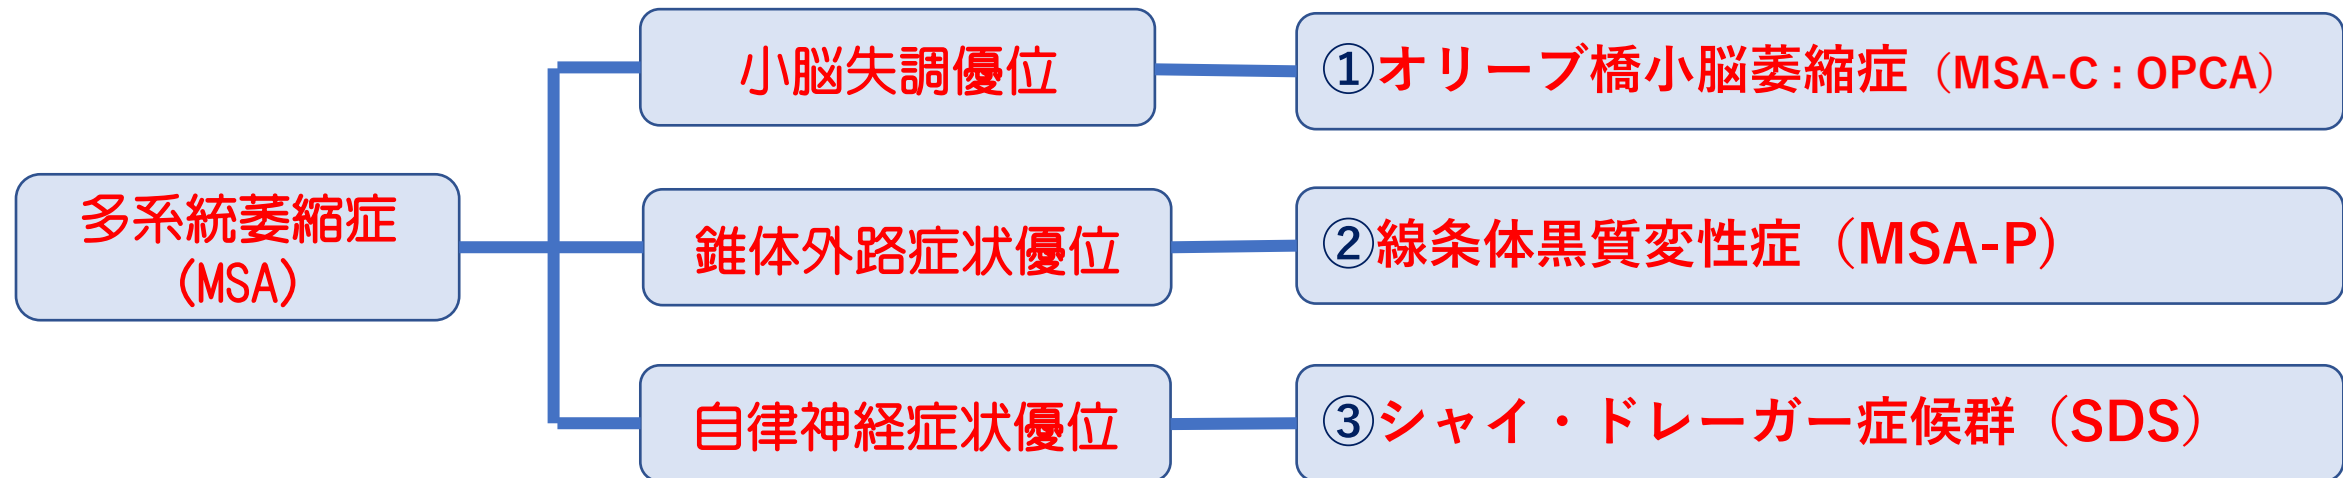 小脳失調優位
①オリーブ橋小脳萎縮症（MSA-C：OPCA）
多系統萎縮症
(MSA)
錐体外路症状優位
②線条体黒質変性症（MSA-P）
自律神経症状優位
③シャイ・ドレーガー症候群（SDS）